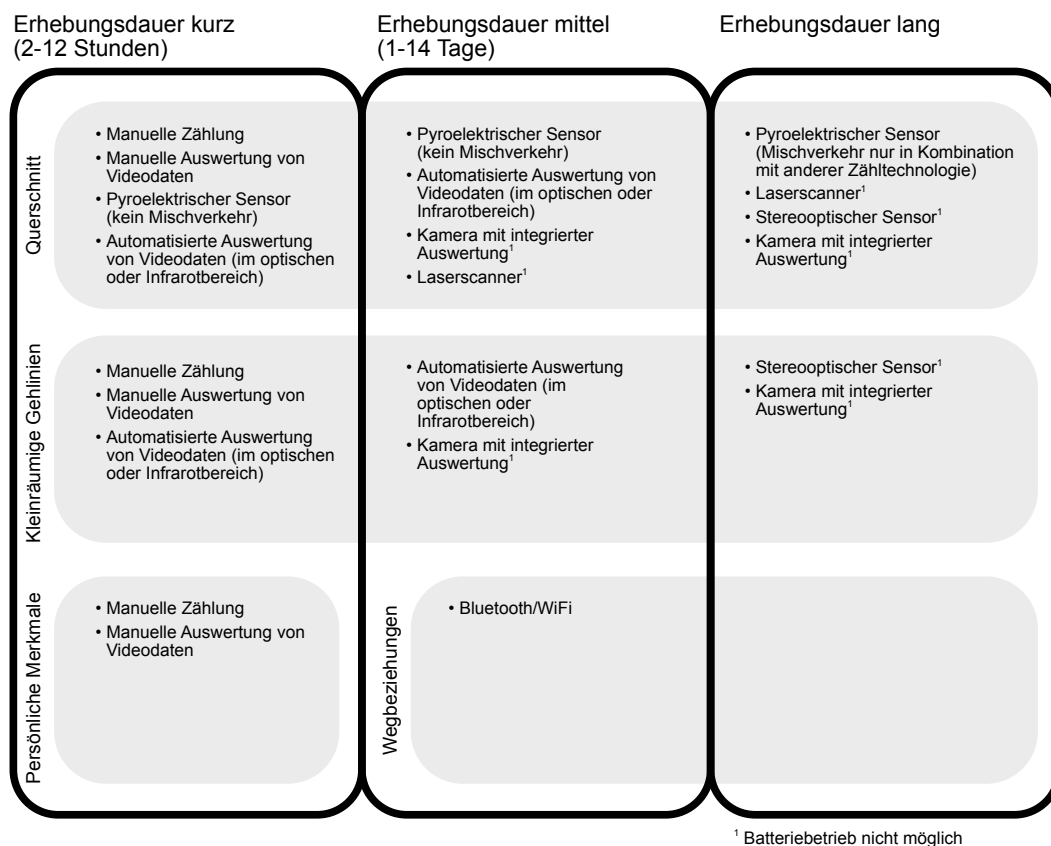 Erhebungsdauer kurz
(2-12 Stunden)
Erhebungsdauer mittel
(1-14 Tage)
Erhebungsdauer lang
Querschnitt
• Manuelle Zählung
• Manuelle Auswertung von
Videodaten
• Pyroelektrischer Sensor
(kein Mischverkehr)
• Automatisierte Auswertung
von Videodaten (im optischen
oder Infrarotbereich)
• Pyroelektrischer Sensor
(kein Mischverkehr)
• Automatisierte Auswertung von
Videodaten (im optischen oder
Infrarotbereich)
• Kamera mit integrierter
Auswertung¹
• Laserscanner¹
• Pyroelektrischer Sensor
(Mischverkehr nur in Kombination
mit anderer Zähltechnologie)
• Laserscanner¹
• Stereooptischer Sensor¹
• Kamera mit integrierter
Auswertung¹
Kleinräumige Gehlinien
• Manuelle Zählung
• Manuelle Auswertung von
Videodaten
• Automatisierte Auswertung
von Videodaten (im optischen
oder Infrarotbereich)
• Automatisierte Auswertung
von Videodaten (im
optischen oder
Infrarotbereich)
• Kamera mit integrierter
Auswertung¹
• Stereooptischer Sensor¹
• Kamera mit integrierter
Auswertung¹
Persönliche Merkmale
• Manuelle Zählung
• Manuelle Auswertung von
Videodaten
Wegbeziehungen
• Bluetooth/WiFi
¹ Batteriebetrieb nicht möglich